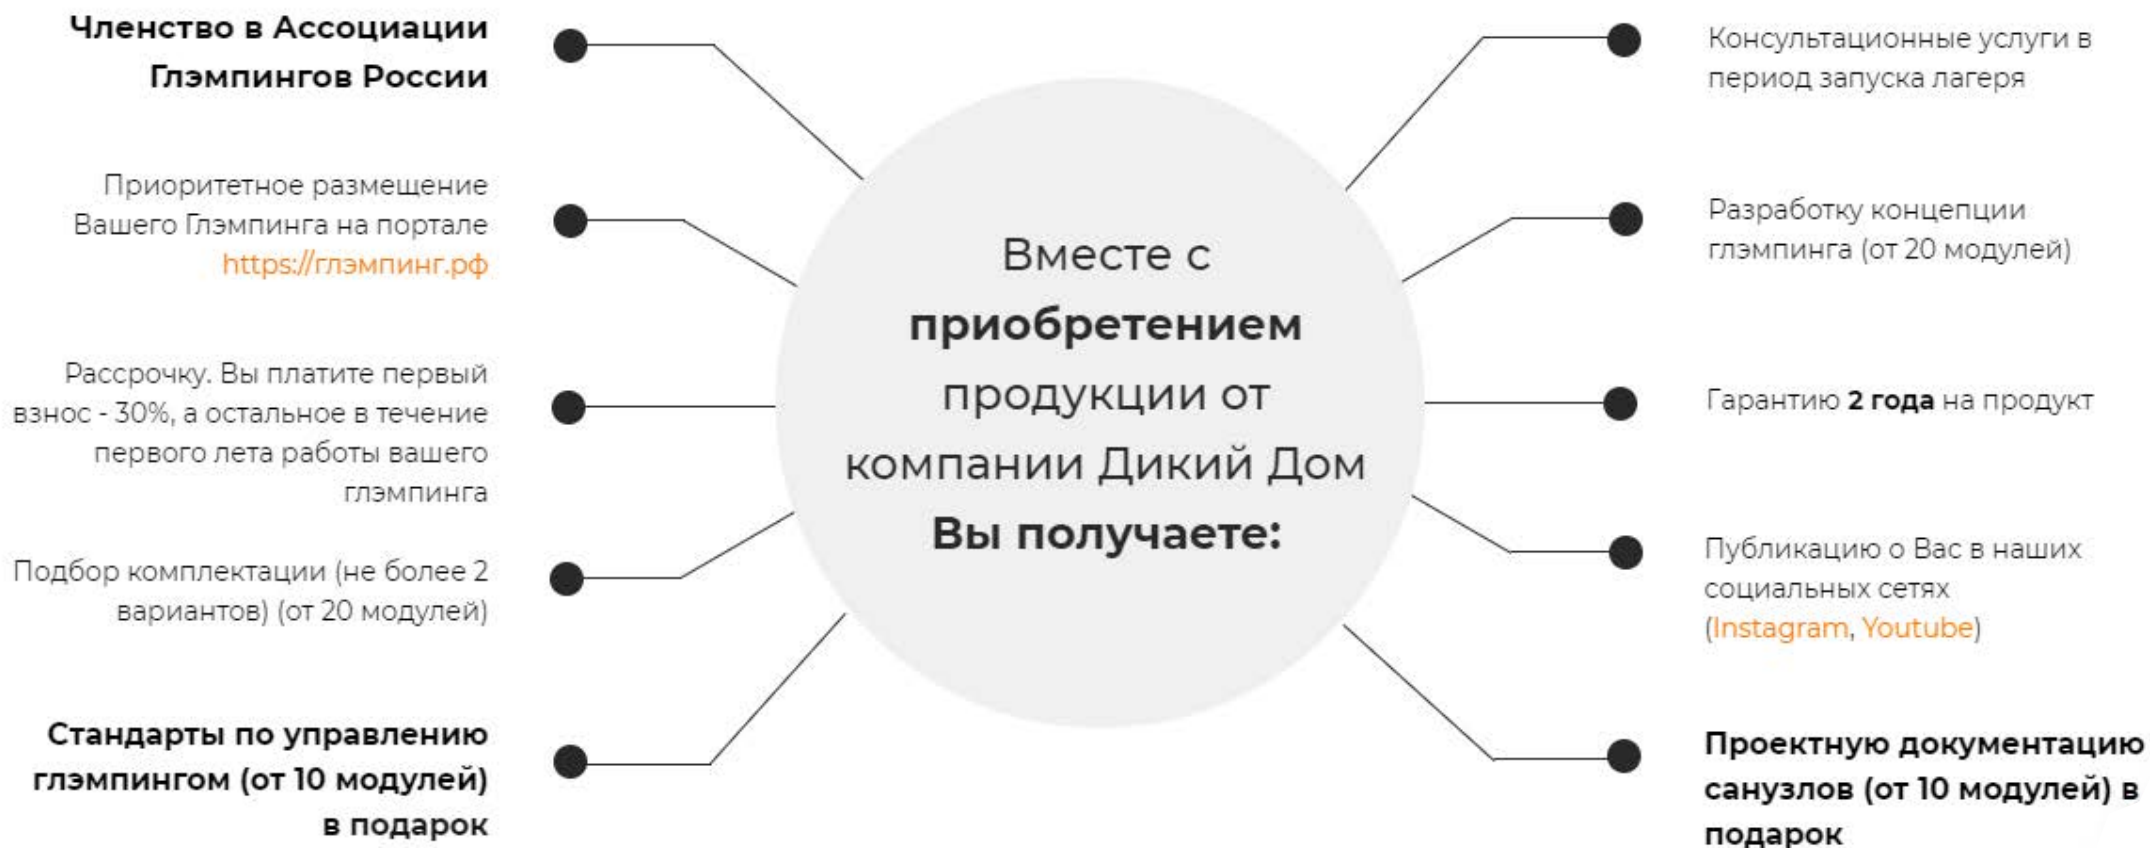 Членство в Ассоциации
Глэмпингов России
Приоритетное размещение
Вашего Глэмпинга на портале
https://глэмпинг.рф
Рассрочку. Вы платите первый
взнос - 30%, а остальное в течение
первого лета работы вашего
глэмпинга
Подбор комплектации (не более 2
вариантов) (от 20 модулей)
Стандарты по управлению
глэмпингом (от 10 модулей)
в подарок
Вместе с
приобретением
продукции от
компании Дикий Дом
Вы получаете:
Консультационные услуги в
период запуска лагеря
Разработку концепции
глэмпинга (от 20 модулей)
Гарантию 2 года на продукт
Публикацию о Вас в наших
социальных сетях
(Instagram, Youtube)
Проектную документацию
санузлов (от 10 модулей) в
подарок